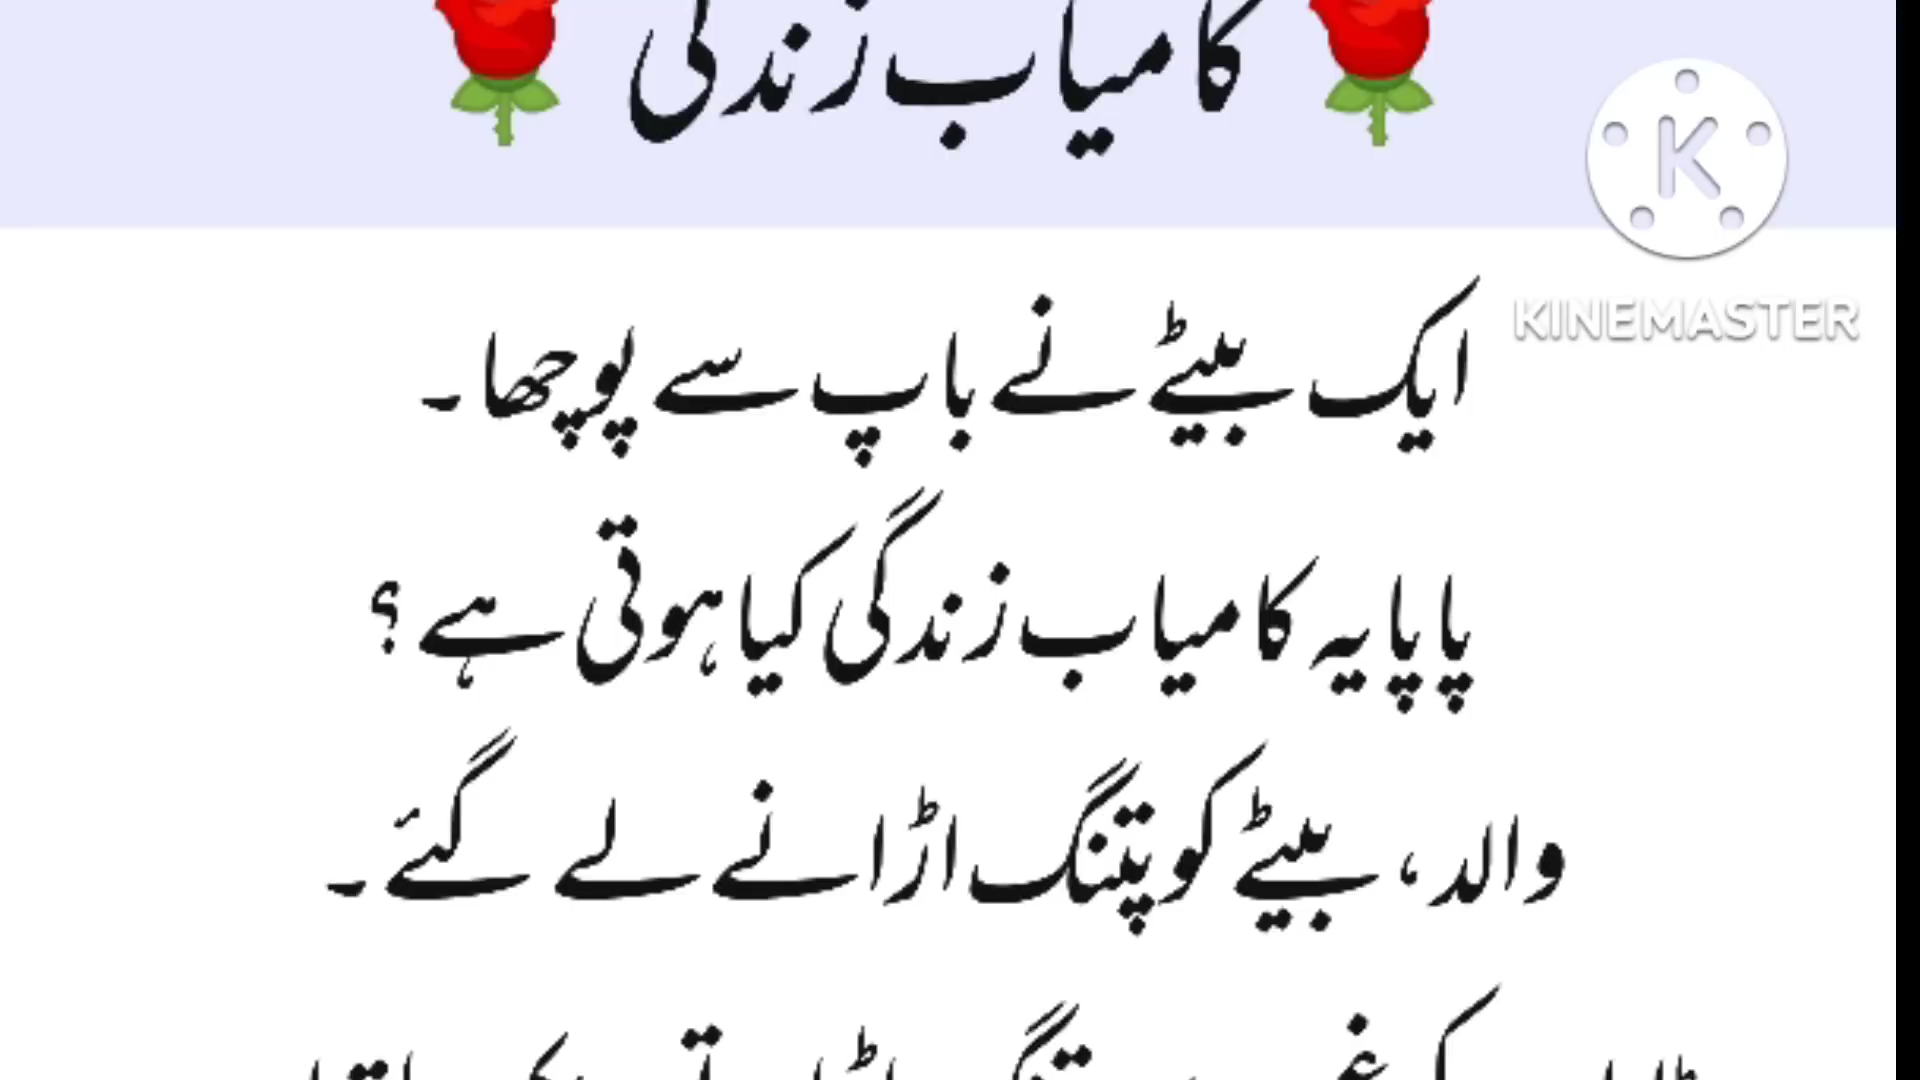 کامیاب زندگی
K
KINEMASTER
ایک بیٹے نے باپ سے پوچھا۔
پاپا یہ کامیاب زندگی کیا ہوتی ہے؟
والد، بیٹے کو پتنگ اڑانے لے گئے۔